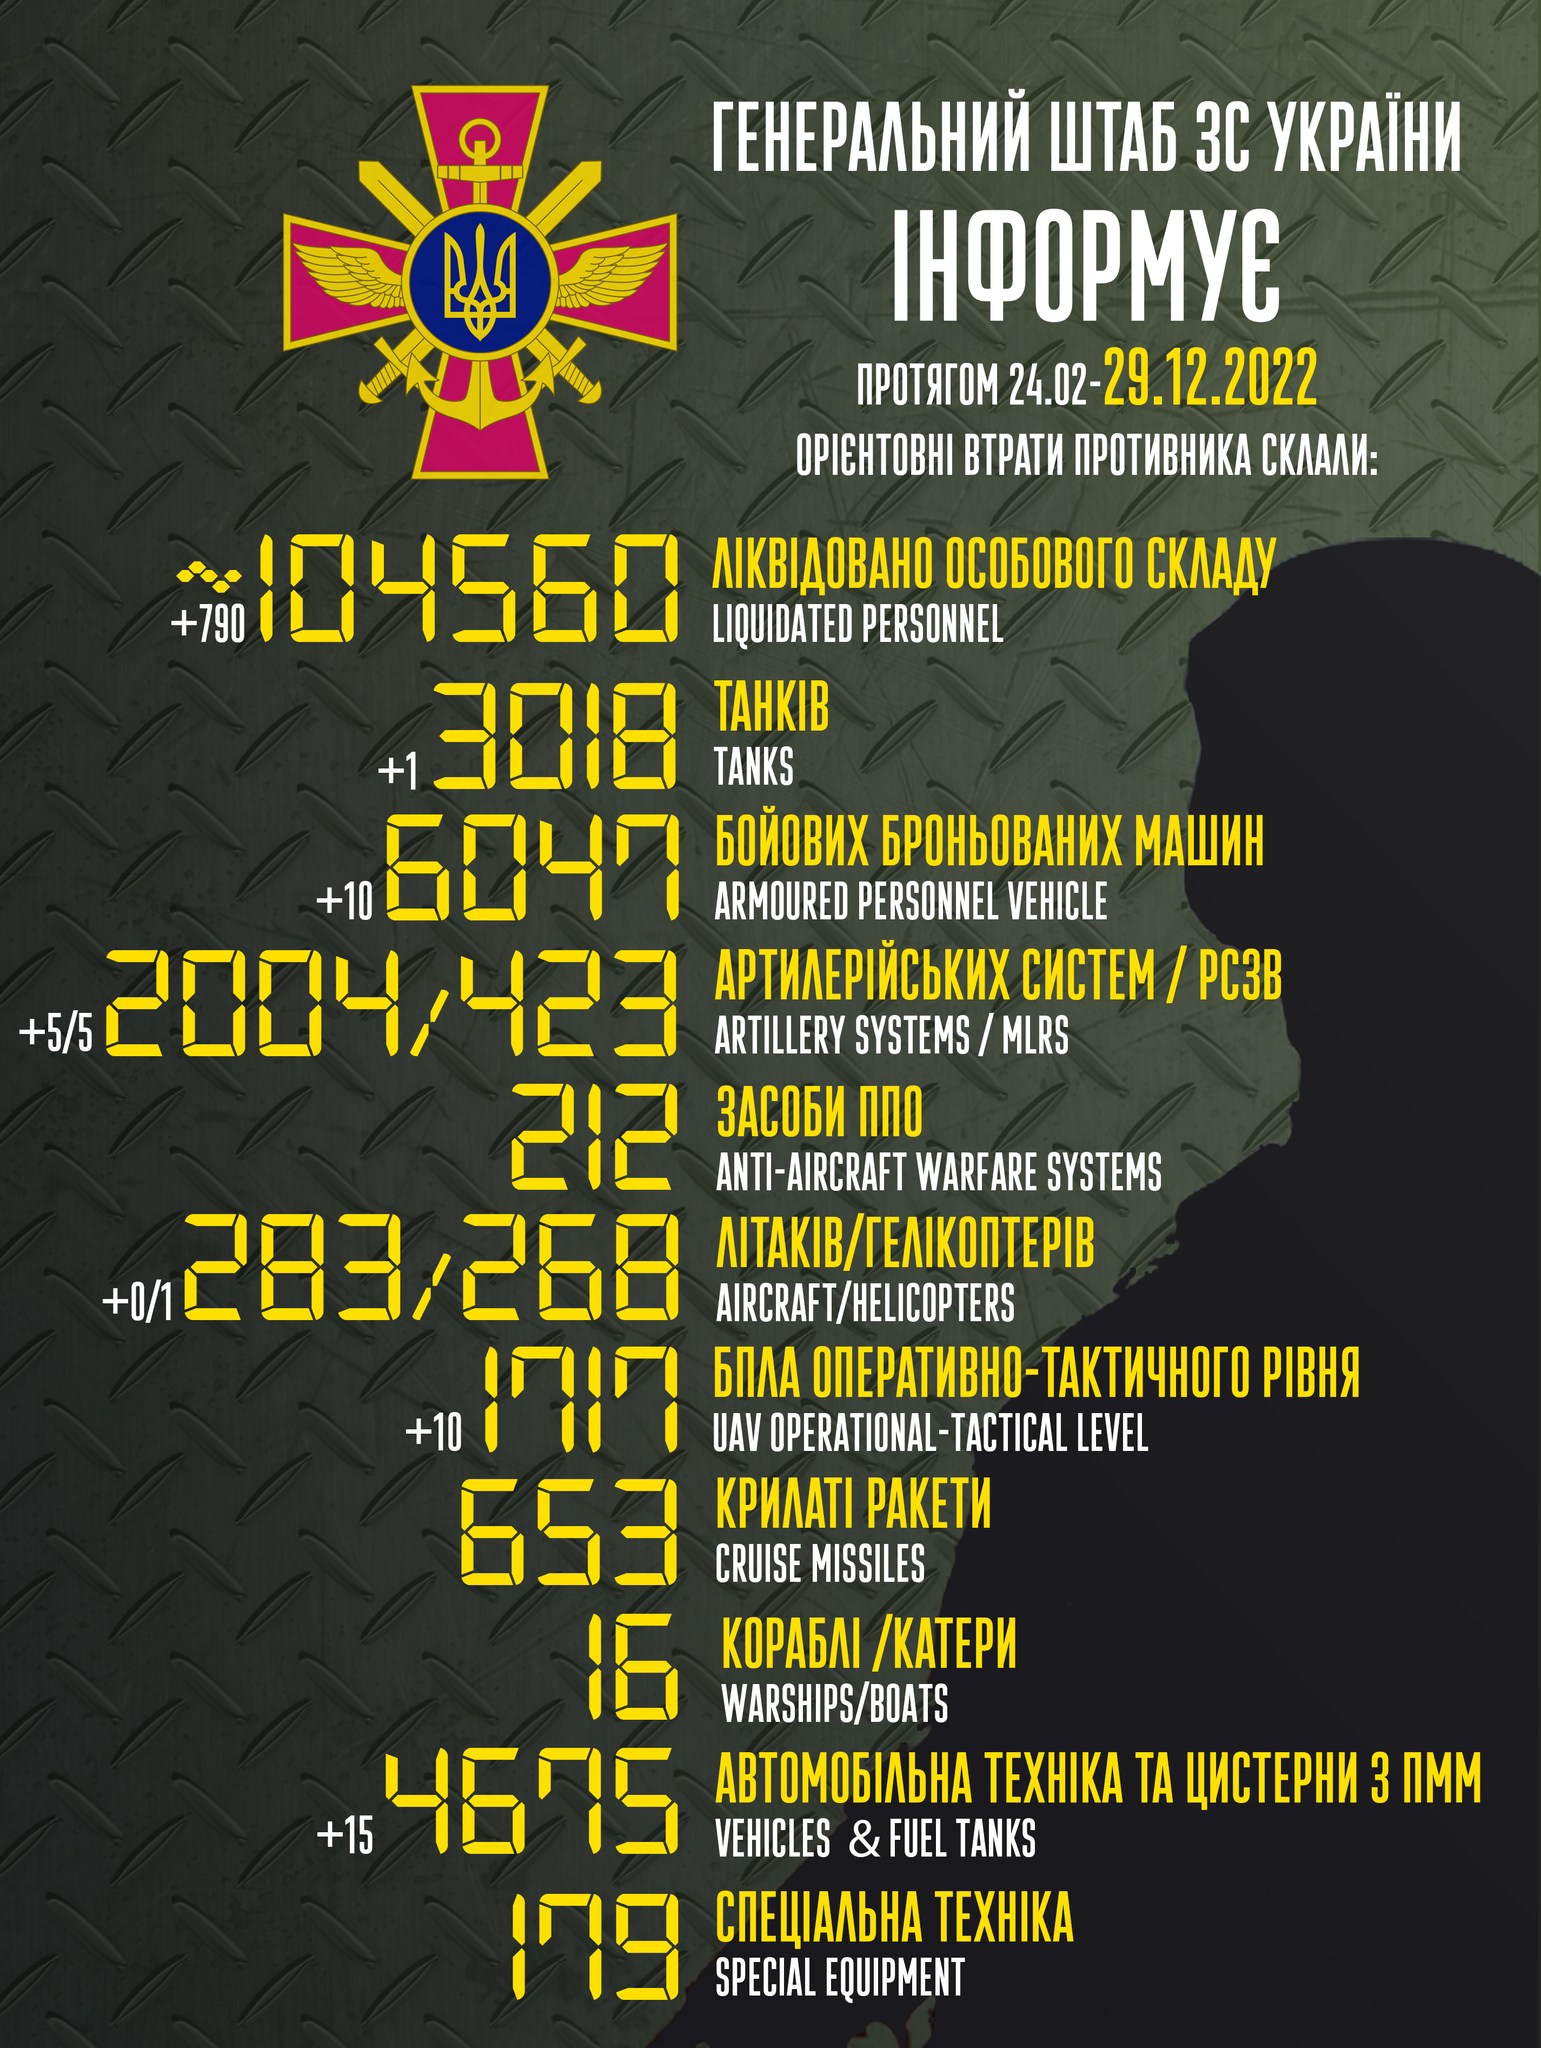 ГЕНЕРАЛЬНИЙ ШТАБ ЗС УКРАЇНИ
ІНФОРМУЄ
ПРОТЯГОМ 24.02-29.12.2022
ОРІЄНТОВНІ ВТРАТИ ПРОТИВНИКА СКЛАЛИ:
+790 ~104560 ЛІКВІДОВАНО ОСОБОВОГО СКЛАДУ
LIQUIDATED PERSONNEL
+1 3018 ТАНКІВ
TANKS
+10 6047 БОЙОВИХ БРОНЬОВАНИХ МАШИН
ARMOURED PERSONNEL VEHICLE
+5/5 2004/423 АРТИЛЕРІЙСЬКИХ СИСТЕМ / РСЗВ
ARTILLERY SYSTEMS / MLRS
212 ЗАСОБИ ППО
ANTI-AIRCRAFT WARFARE SYSTEMS
+0/1 283/268 ЛІТАКІВ/ГЕЛІКОПТЕРІВ
AIRCRAFT/HELICOPTERS
+10 1717 БПЛА ОПЕРАТИВНО-ТАКТИЧНОГО РІВНЯ
UAV OPERATIONAL-TACTICAL LEVEL
653 КРИЛАТІ РАКЕТИ
CRUISE MISSILES
16 КОРАБЛІ /КАТЕРИ
WARSHIPS/BOATS
+15 4675 АВТОМОБІЛЬНА ТЕХНІКА ТА ЦИСТЕРНИ З ПММ
VEHICLES & FUEL TANKS
179 СПЕЦІАЛЬНА ТЕХНІКА
SPECIAL EQUIPMENT